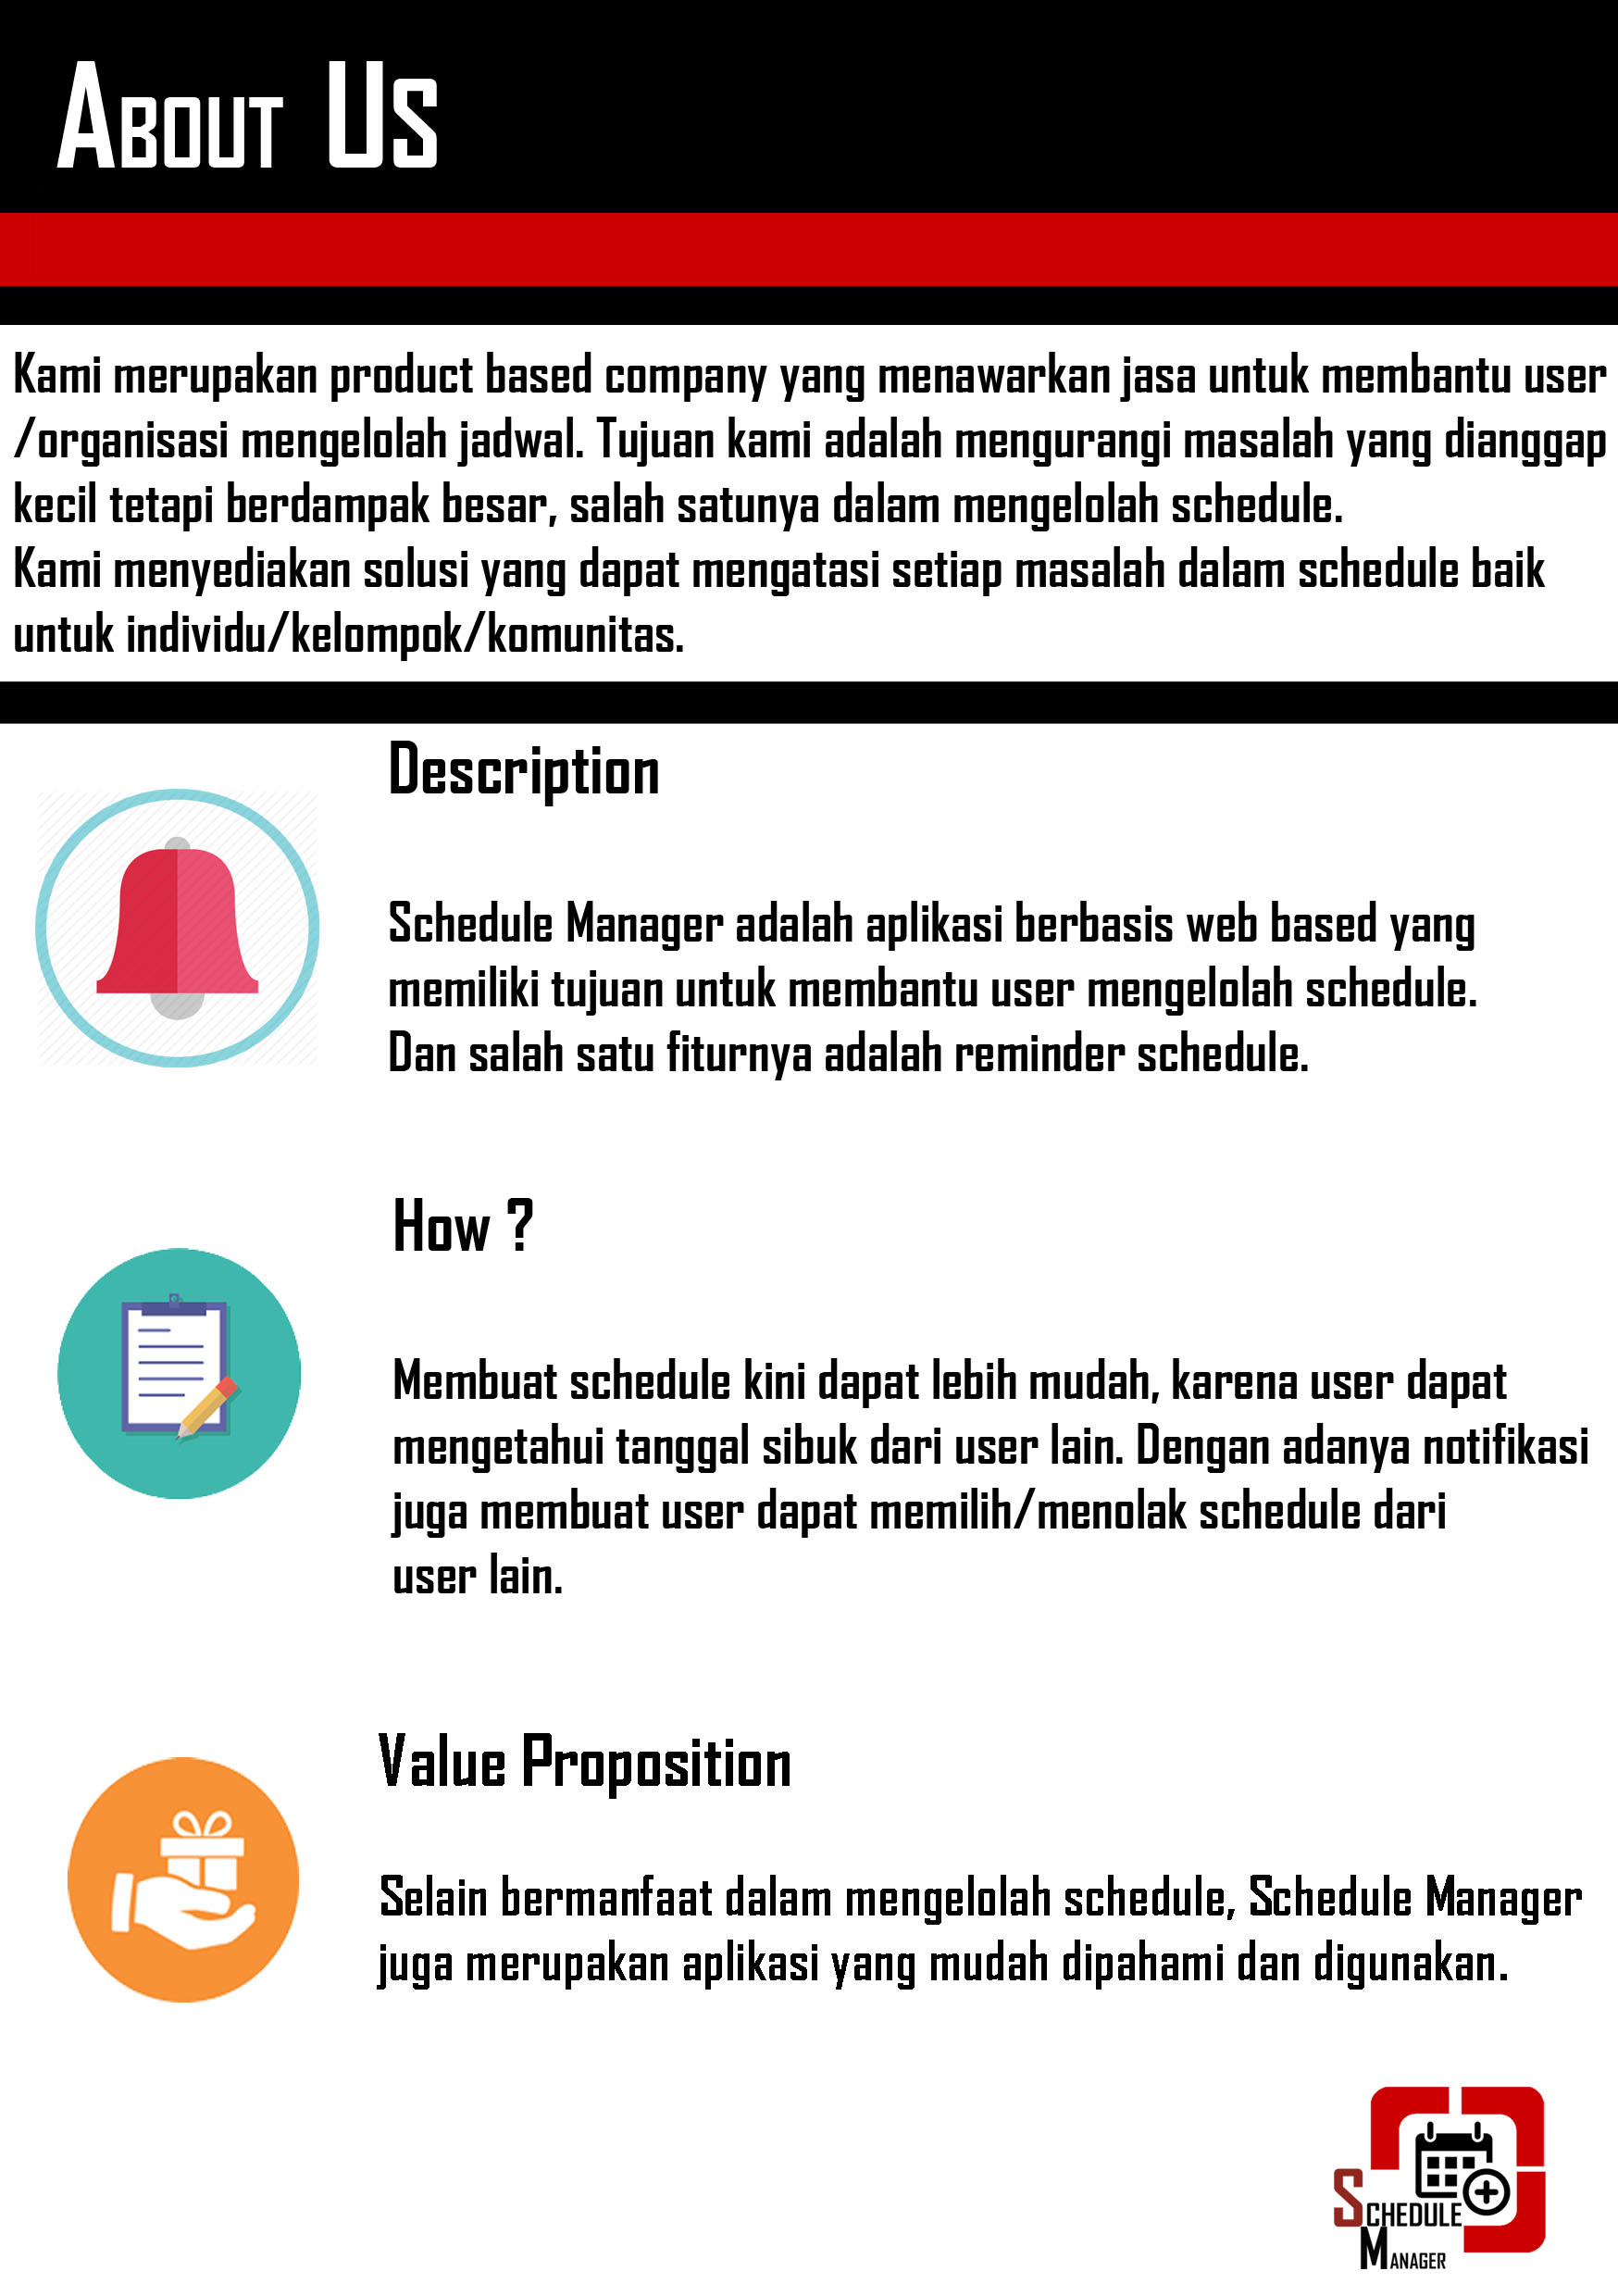 About Us
Kami merupakan product based company yang menawarkan jasa untuk membantu user
/organisasi mengelolah jadwal. Tujuan kami adalah mengurangi masalah yang dianggap
kecil tetapi berdampak besar, salah satunya dalam mengelolah schedule.
Kami menyediakan solusi yang dapat mengatasi setiap masalah dalam schedule baik
untuk individu/kelompok/komunitas.
Description
Schedule Manager adalah aplikasi berbasis web based yang
memiliki tujuan untuk membantu user mengelolah schedule.
Dan salah satu fiturnya adalah reminder schedule.
How ?
Membuat schedule kini dapat lebih mudah, karena user dapat
mengetahui tanggal sibuk dari user lain. Dengan adanya notifikasi
juga membuat user dapat memilih/menolak schedule dari
user lain.
Value Proposition
Selain bermanfaat dalam mengelolah schedule, Schedule Manager
juga merupakan aplikasi yang mudah dipahami dan digunakan.
Schedule
Manager